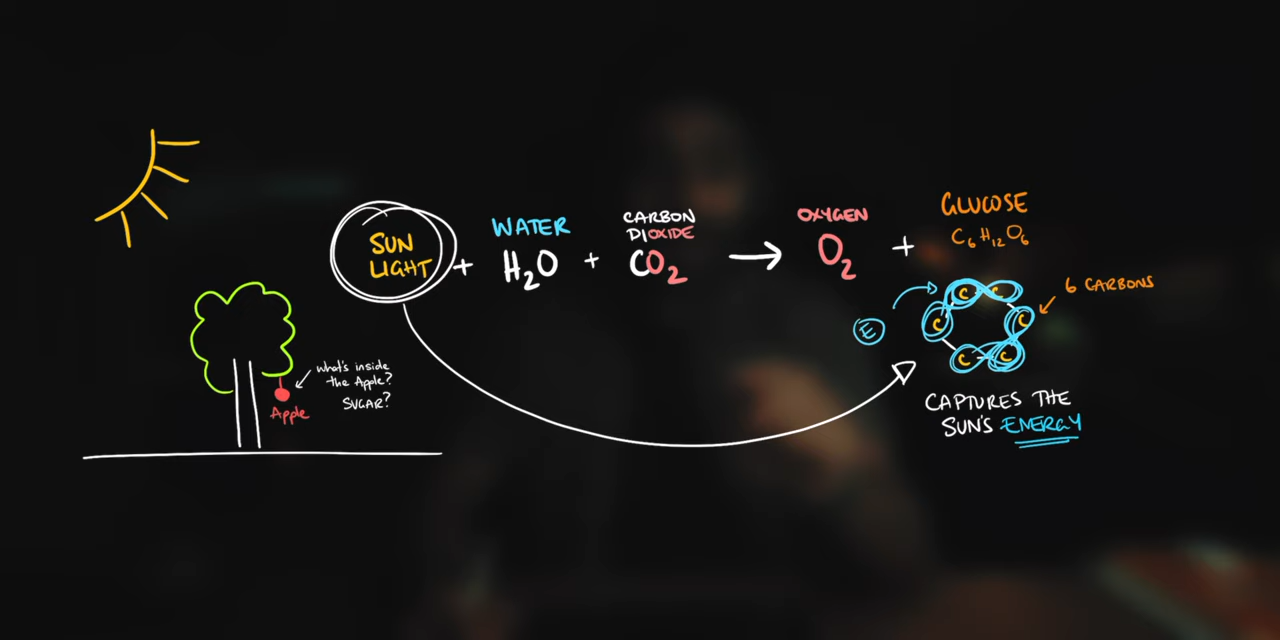 SUN
LIGHT
+
WATER
H₂O
+
CARBON
DIOXIDE
CO₂
→
OXYGEN
O₂
+
GLUCOSE
C₆H₁₂O₆
6 CARBONS
E
C C
C C
C C
CAPTURES THE
SUN'S ENERGY
what's inside
the Apple?
SUGAR?
Apple